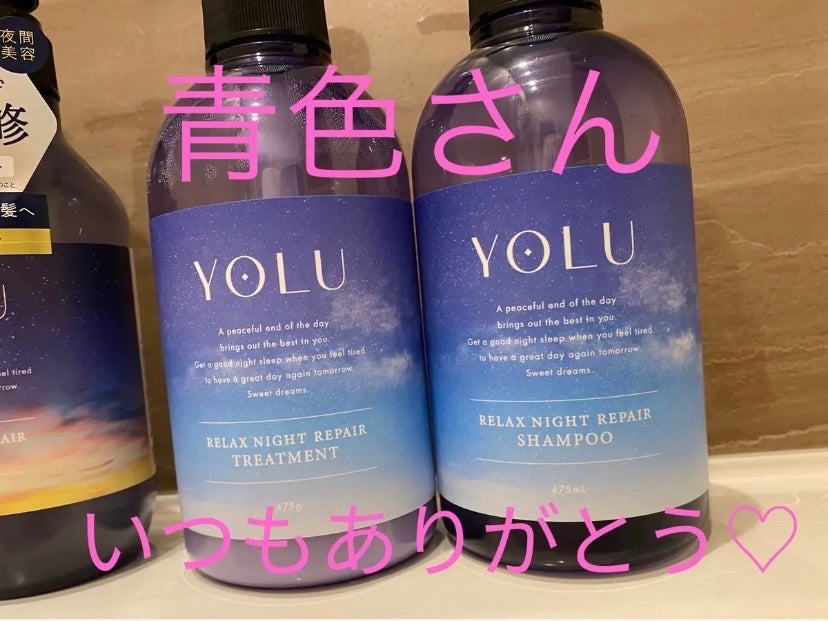 夜間
美容
修
のこと
髪へ
青色さん
YOLU
A peaceful end of the day
brings out the best in you.
Get a good night sleep when you feel tired
to have a great day again tomorrow.
Sweet dreams.
RELAX NIGHT REPAIR
TREATMENT
475g
YOLU
A peaceful end of the day
brings out the best in you.
Get a good night sleep when you feel tired
to have a great day again tomorrow.
Sweet dreams.
RELAX NIGHT REPAIR
SHAMPOO
475mL
いつもありがとう♡